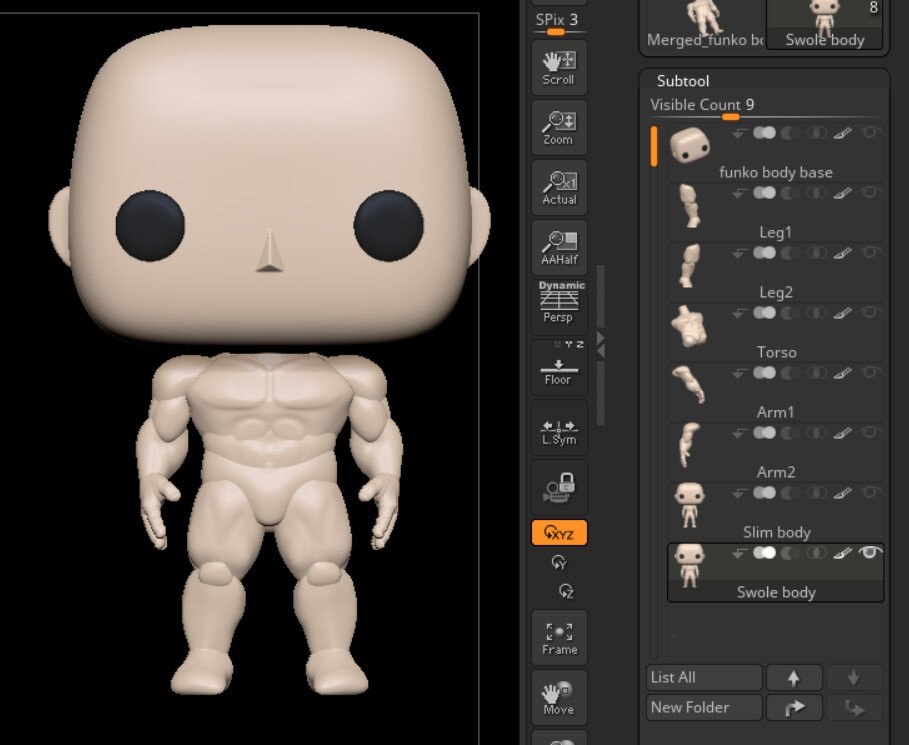 SPix 3
Scroll
Zoom
Actual
AAHalf
Dynamic
Persp
Floor
L.Sym
XYZ
Y
Z
Frame
Move
8
Merged_funko bo
Swole body
Subtool
Visible Count 9
funko body base
Leg1
Leg2
Torso
Arm1
Arm2
Slim body
Swole body
List All
New Folder